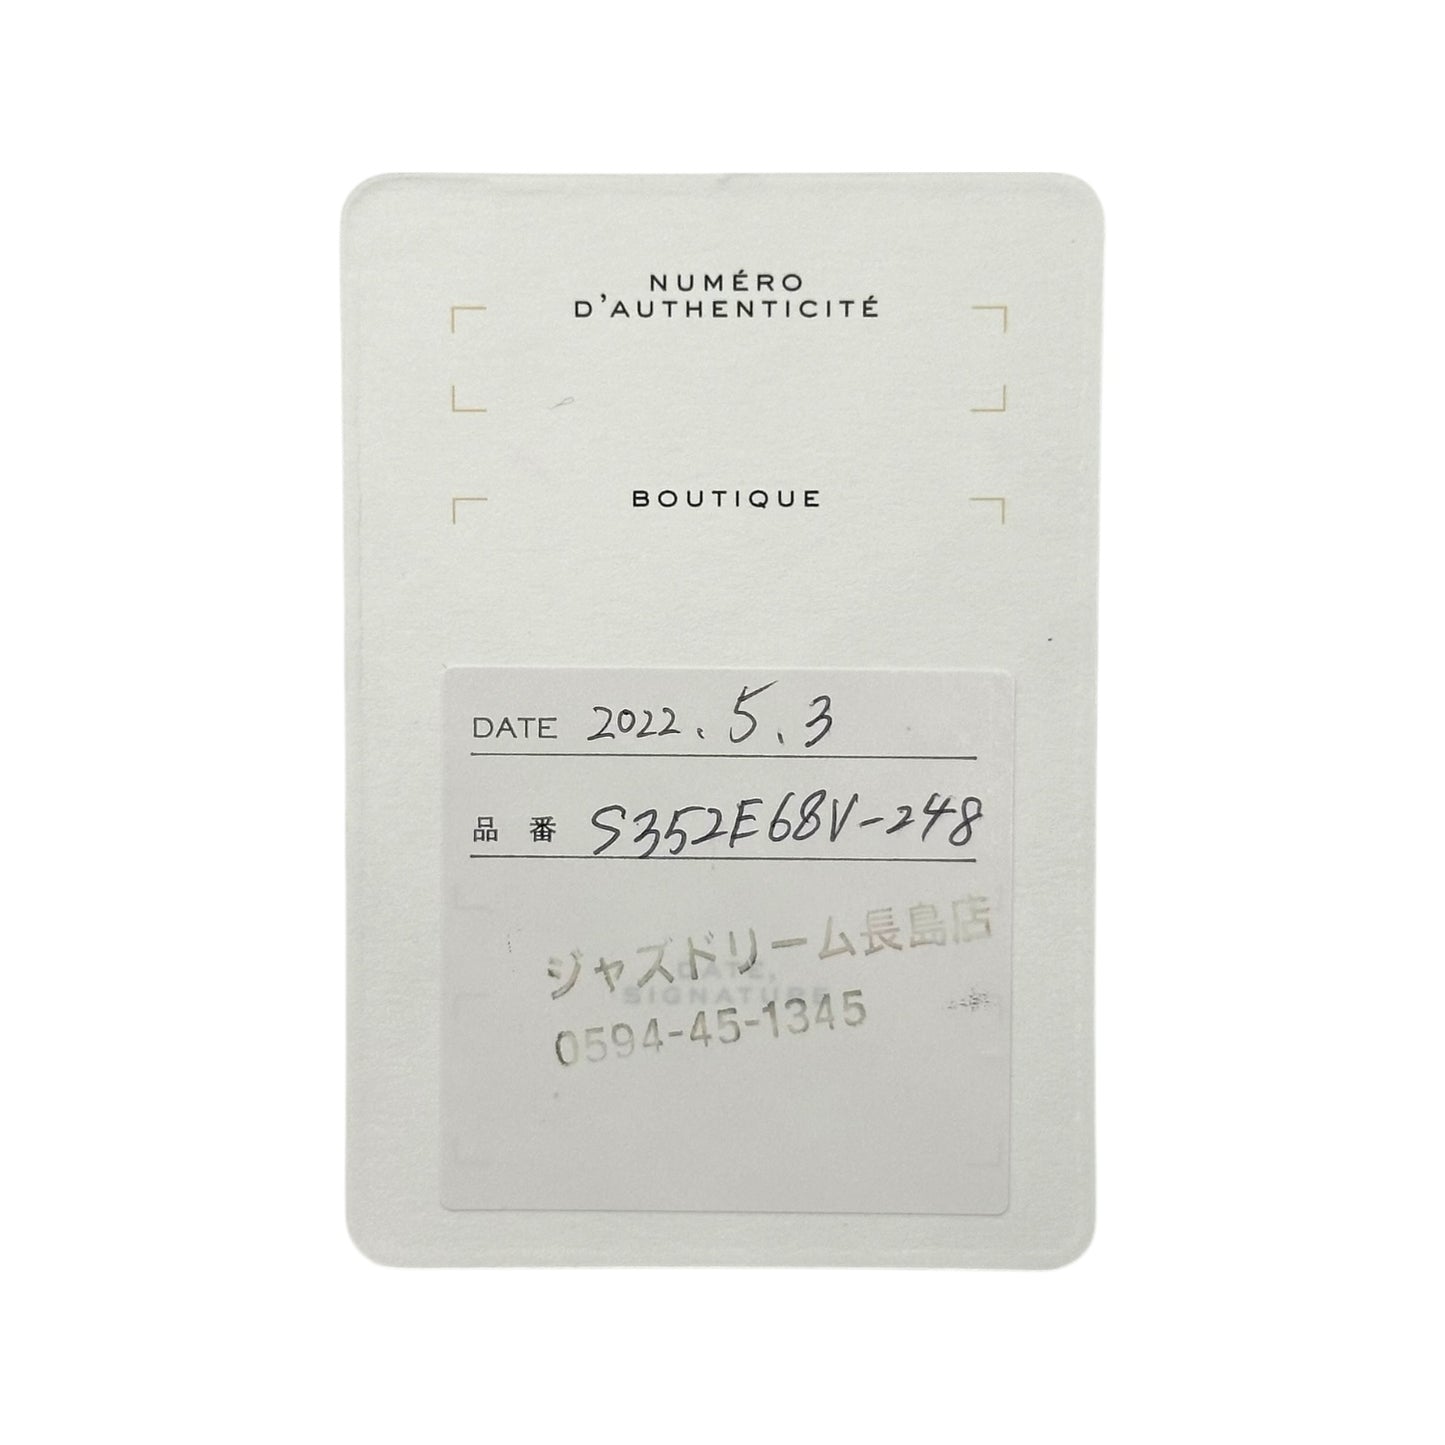 NUMÉRO
D'AUTHENTICITÉ
BOUTIQUE
DATE 2022.5.3
品番 S352E68V-248
ジャズドリーム長島店
DATE,
SIGNATURE
0594-45-1345